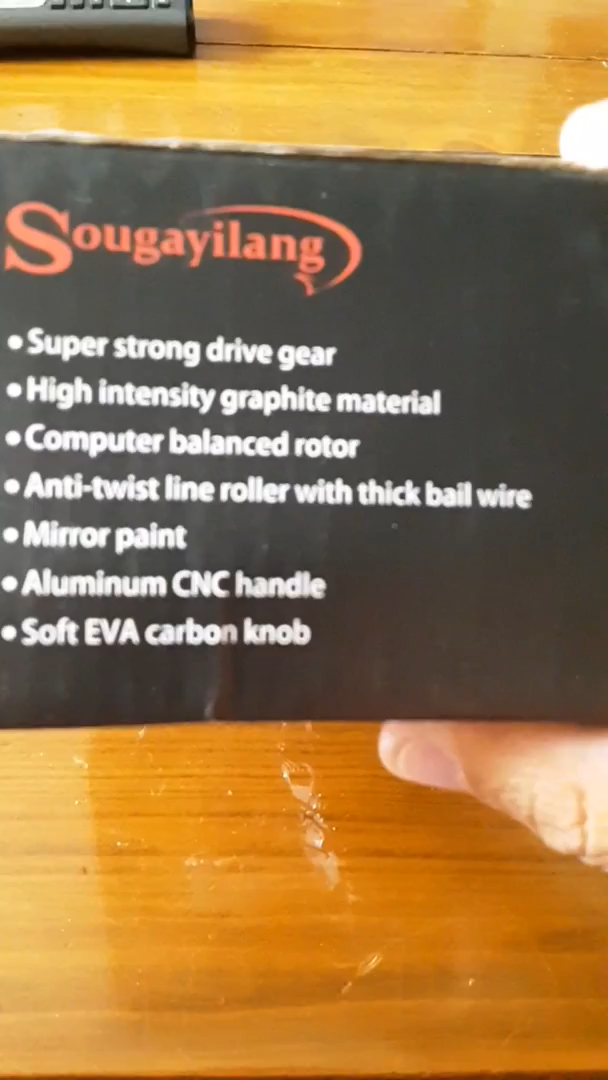 Sougayilang
• Super strong drive gear
• High intensity graphite material
• Computer balanced rotor
• Anti-twist line roller with thick bail wire
• Mirror paint
• Aluminum CNC handle
• Soft EVA carbon knob